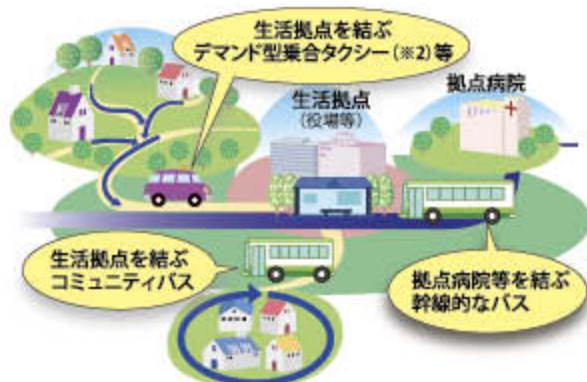 生活拠点を結ぶ
デマンド型乗合タクシー(※2)等
生活拠点
(役場等)
拠点病院
生活拠点を結ぶ
コミュニティバス
拠点病院等を結ぶ
幹線的なバス